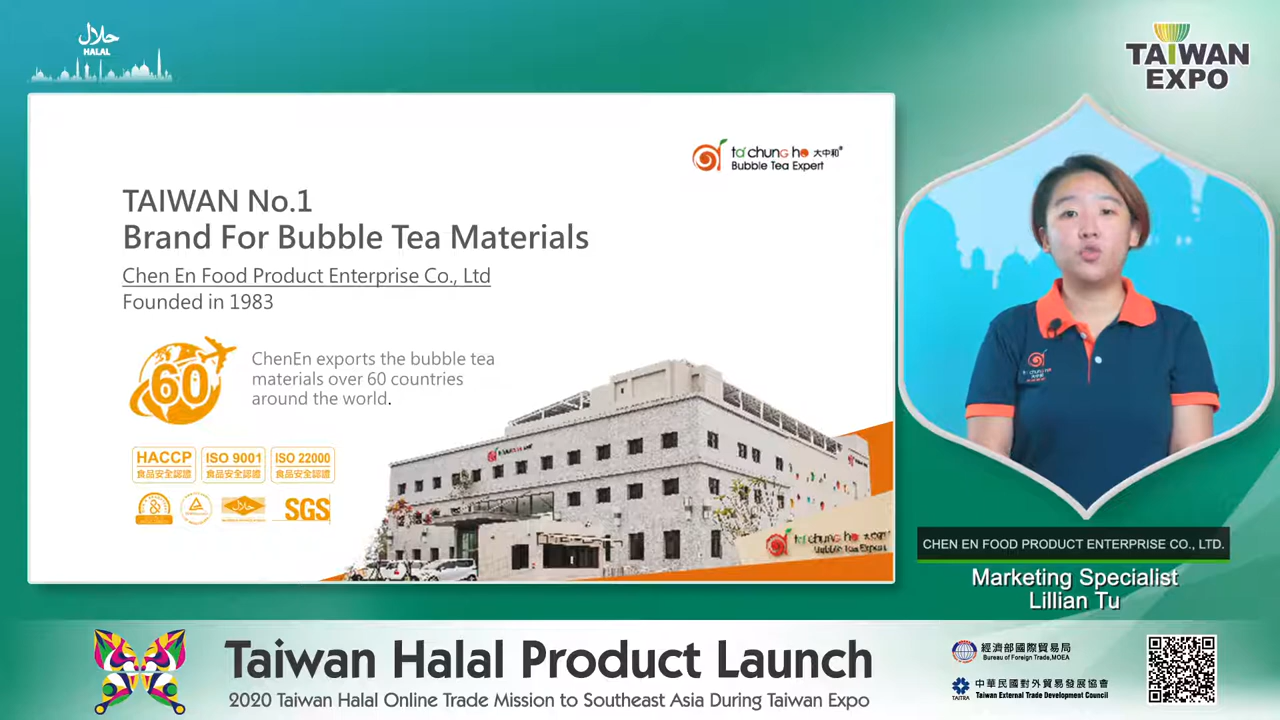 حلال
HALAL
TAIWAN
EXPO
ta chung ho 大中和
Bubble Tea Expert
TAIWAN No.1
Brand For Bubble Tea Materials
Chen En Food Product Enterprise Co., Ltd
Founded in 1983
60
ChenEn exports the bubble tea
materials over 60 countries
around the world.
HACCP
食品安全認證
ISO 9001
食品安全認證
ISO 22000
食品安全認證
حلال
SGS
ta chung ho
Bubble Tea Expert
CHEN EN FOOD PRODUCT ENTERPRISE CO., LTD.
Marketing Specialist
Lillian Tu
Taiwan Halal Product Launch
2020 Taiwan Halal Online Trade Mission to Southeast Asia During Taiwan Expo
經濟部國際貿易局
Bureau of Foreign Trade,MOEA
TAITRA
中華民國對外貿易發展協會
Taiwan External Trade Development Council